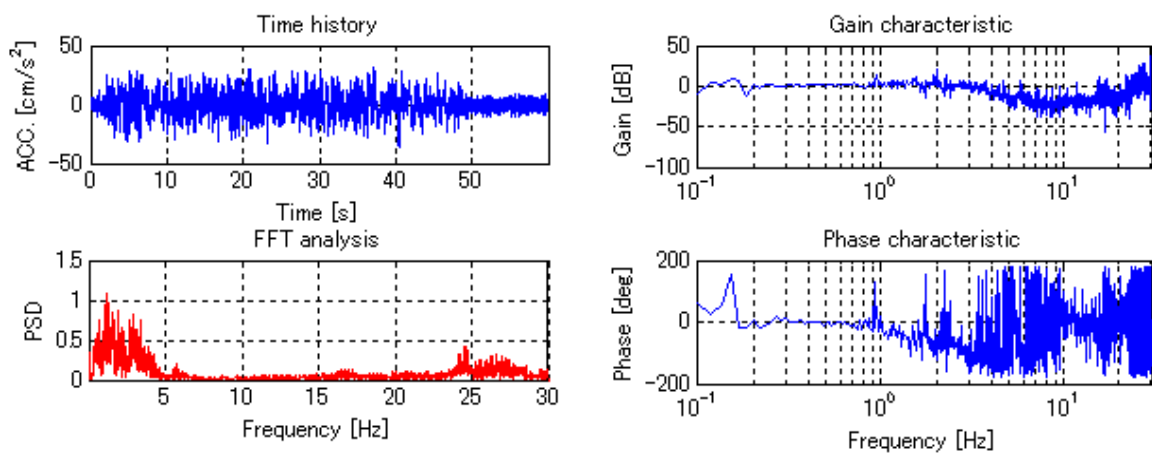 Time history
50
0
−50
ACC. [cm/s²]
0 10 20 30 40 50
Time [s]
FFT analysis
1.5
1
0.5
0
PSD
5 10 15 20 25 30
Frequency [Hz]
Gain characteristic
50
0
−50
−100
Gain [dB]
10⁻¹ 10⁰ 10¹
Phase characteristic
200
0
−200
Phase [deg]
10⁻¹ 10⁰ 10¹
Frequency [Hz]